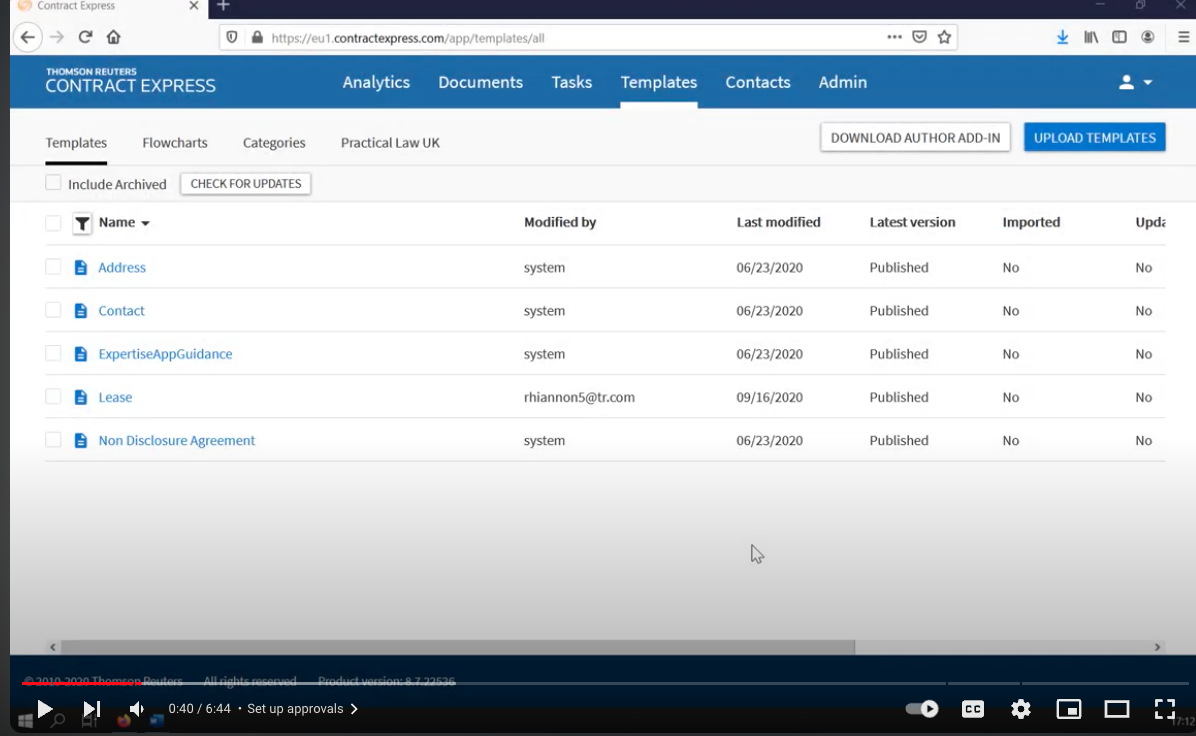 Contract Express
https://eu1.contractexpress.com/app/templates/all
THOMSON REUTERS
CONTRACT EXPRESS
Analytics Documents Tasks Templates Contacts Admin
Templates Flowcharts Categories Practical Law UK
DOWNLOAD AUTHOR ADD-IN UPLOAD TEMPLATES
Include Archived CHECK FOR UPDATES
Name Modified by Last modified Latest version Imported Upda
Address system 06/23/2020 Published No No
Contact system 06/23/2020 Published No No
ExpertiseAppGuidance system 06/23/2020 Published No No
Lease rhiannon5@tr.com 09/16/2020 Published No No
Non Disclosure Agreement system 06/23/2020 Published No No
© 2010-2020 Thomson Reuters All rights reserved Product version: 8.7.22536
0:40 / 6:44 • Set up approvals CC
17:12